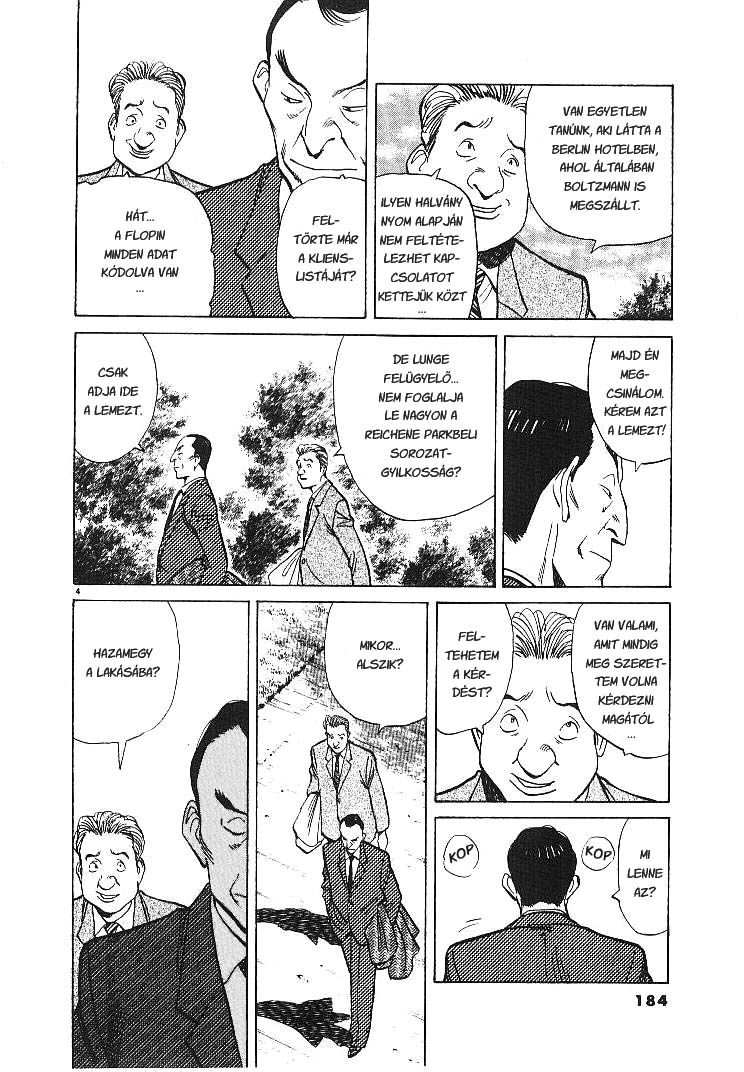 VAN EGYETLEN
TANÚNK, AKI LÁTTA A
BERLIN HOTELBEN,
AHOL ÁLTALÁBAN
BOLTZMANN IS
MEGSZÁLLT.
ILYEN HALVÁNY
NYOM ALAPJÁN
NEM FELTÉTE-
LEZHET KAP-
CSOLATOT
KETTEJÜK KÖZT
...
FEL-
TÖRTE MÁR
A KLIENS-
LISTÁJÁT?
HÁT...
A FLOPIN
MINDEN ADAT
KÓDOLVA VAN
...
MAJD ÉN
MEG-
CSINÁLOM.
KÉREM AZT
A LEMEZT!
DE LUNGE
FELÜGYELŐ...
NEM FOGLALJA
LE NAGYON A
REICHENE PARKBELI
SOROZAT-
GYILKOSSÁG?
CSAK
ADJA IDE
A LEMEZT.
4
VAN VALAMI,
AMIT MINDIG
MEG SZERET-
TEM VOLNA
KÉRDEZNI
MAGÁTÓL
...
FEL-
TEHETEM
A KÉR-
DÉST?
MI
LENNE
AZ?
KOP
KOP
MIKOR...
ALSZIK?
HAZAMEGY
A LAKÁSÁBA?
184